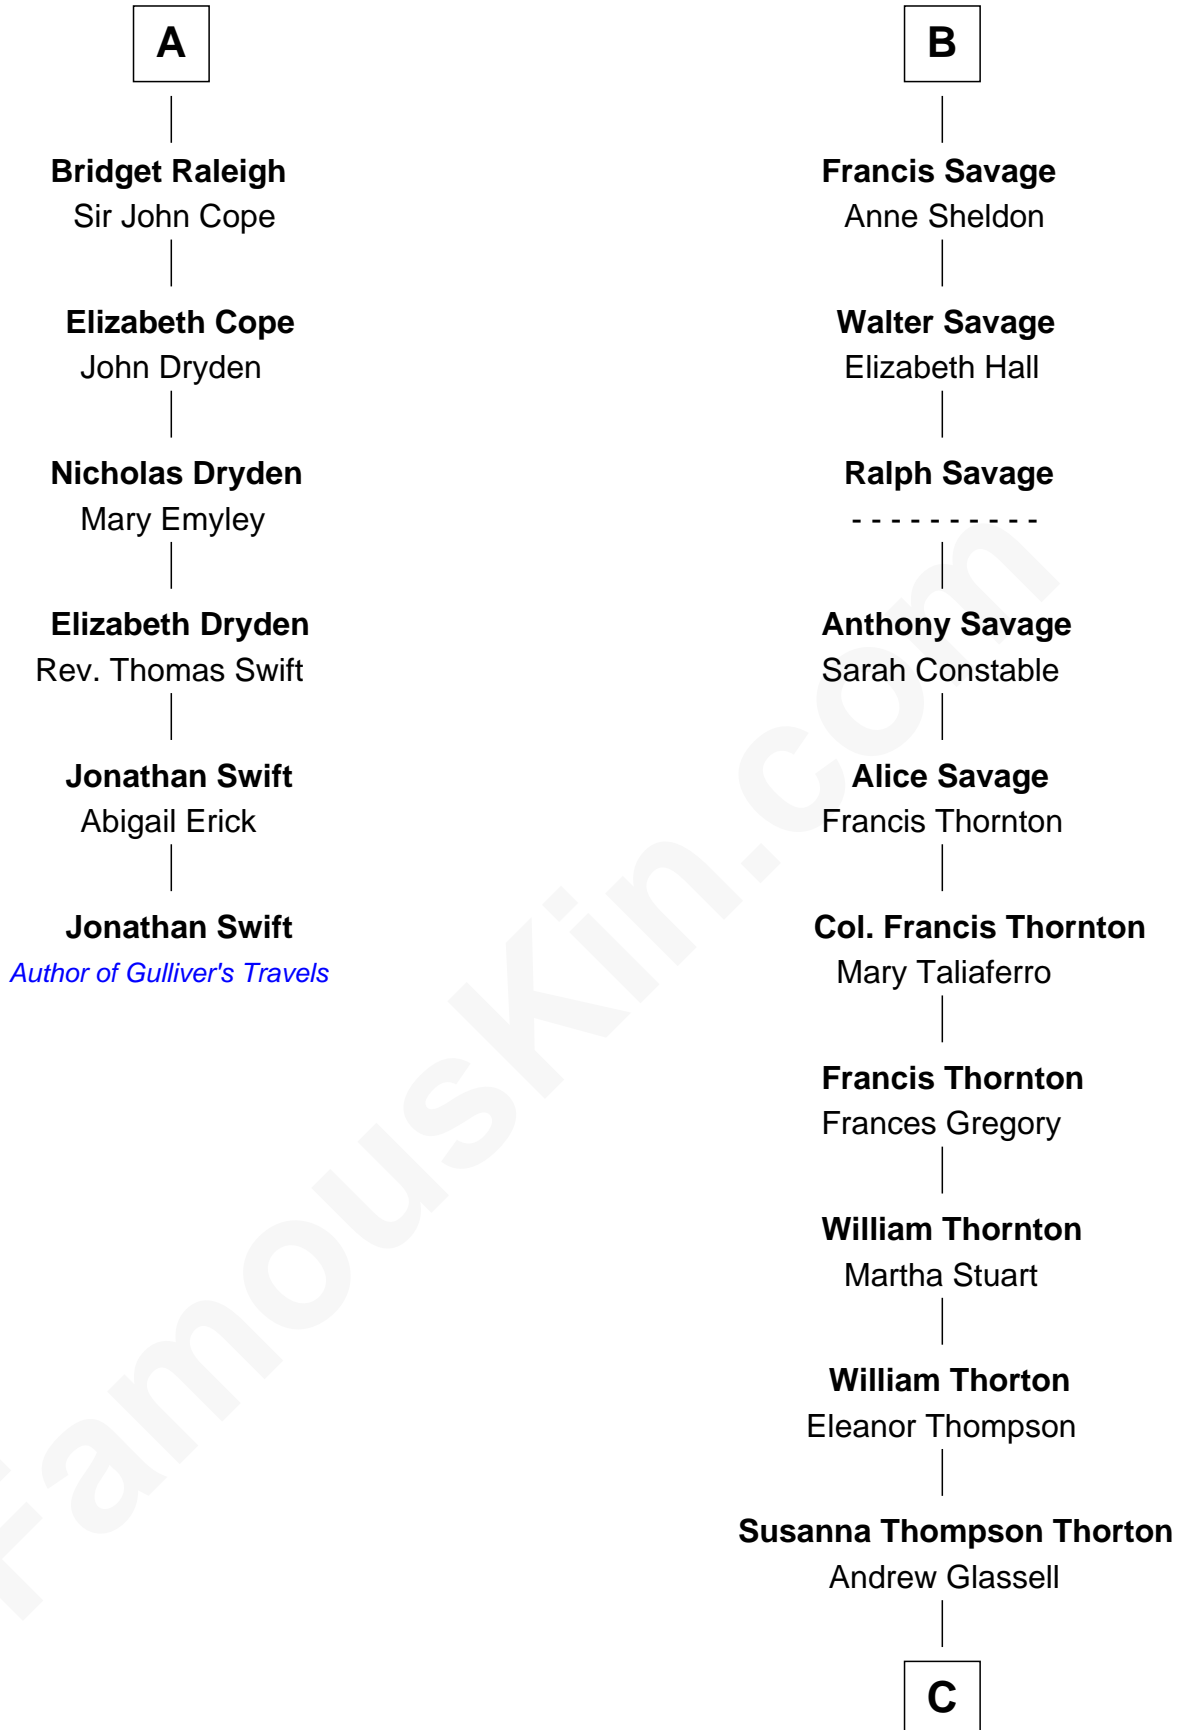 A
Bridget Raleigh
Sir John Cope
Elizabeth Cope
John Dryden
Nicholas Dryden
Mary Emyley
Elizabeth Dryden
Rev. Thomas Swift
Jonathan Swift
Abigail Erick
Jonathan Swift
Author of Gulliver's Travels
B
Francis Savage
Anne Sheldon
Walter Savage
Elizabeth Hall
Ralph Savage
- - - - - - - - - -
Anthony Savage
Sarah Constable
Alice Savage
Francis Thornton
Col. Francis Thornton
Mary Taliaferro
Francis Thornton
Frances Gregory
William Thornton
Martha Stuart
William Thorton
Eleanor Thompson
Susanna Thompson Thorton
Andrew Glassell
C
FamousKin.com